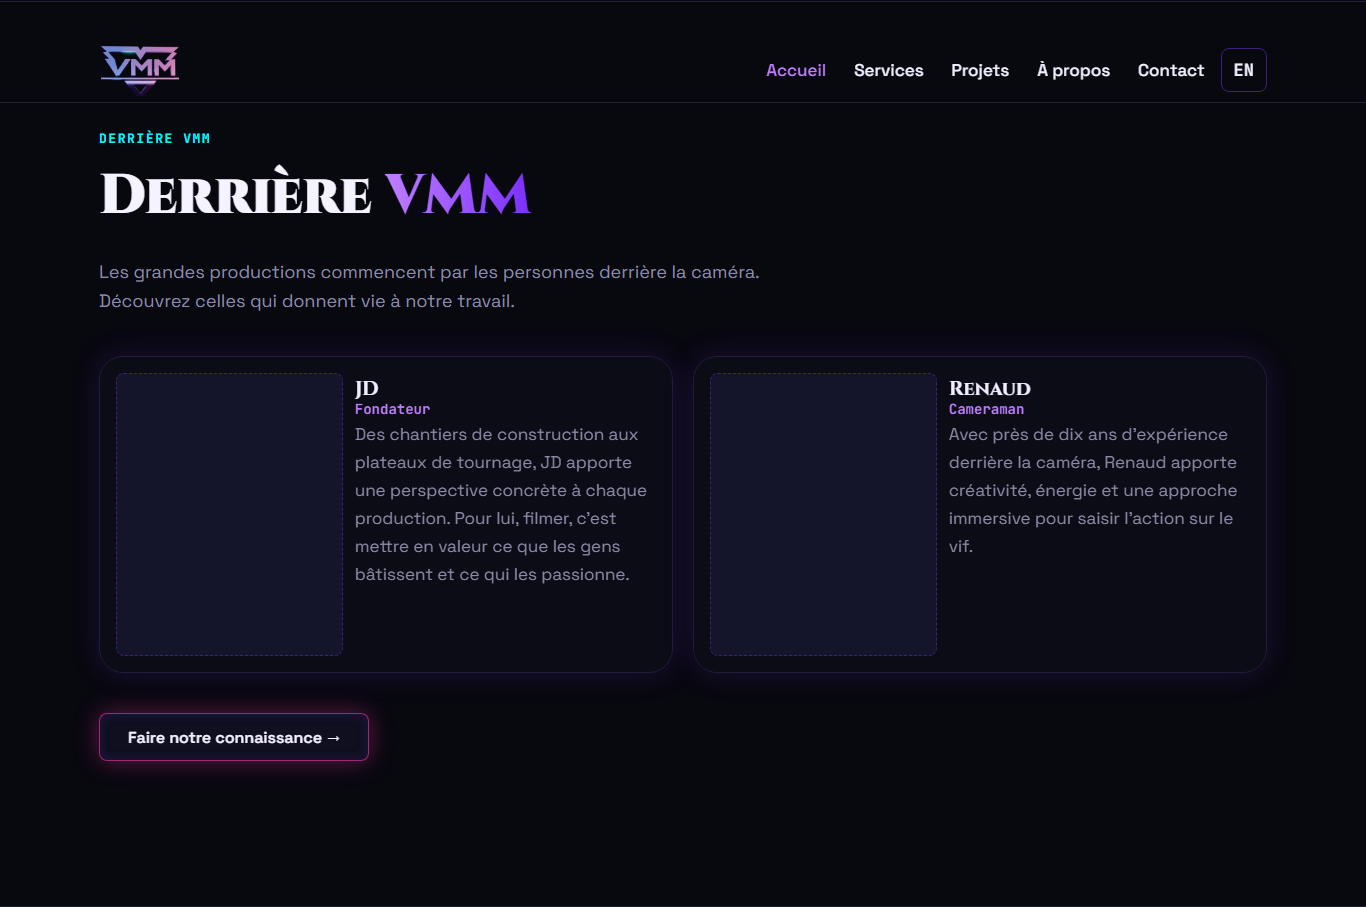 VMM
Accueil Services Projets À propos Contact EN
DERRIÈRE VMM
Derrière VMM
Les grandes productions commencent par les personnes derrière la caméra.
Découvrez celles qui donnent vie à notre travail.
JD
Fondateur
Des chantiers de construction aux
plateaux de tournage, JD apporte
une perspective concrète à chaque
production. Pour lui, filmer, c’est
mettre en valeur ce que les gens
bâtissent et ce qui les passionne.
Renaud
Cameraman
Avec près de dix ans d’expérience
derrière la caméra, Renaud apporte
créativité, énergie et une approche
immersive pour saisir l’action sur le
vif.
Faire notre connaissance →